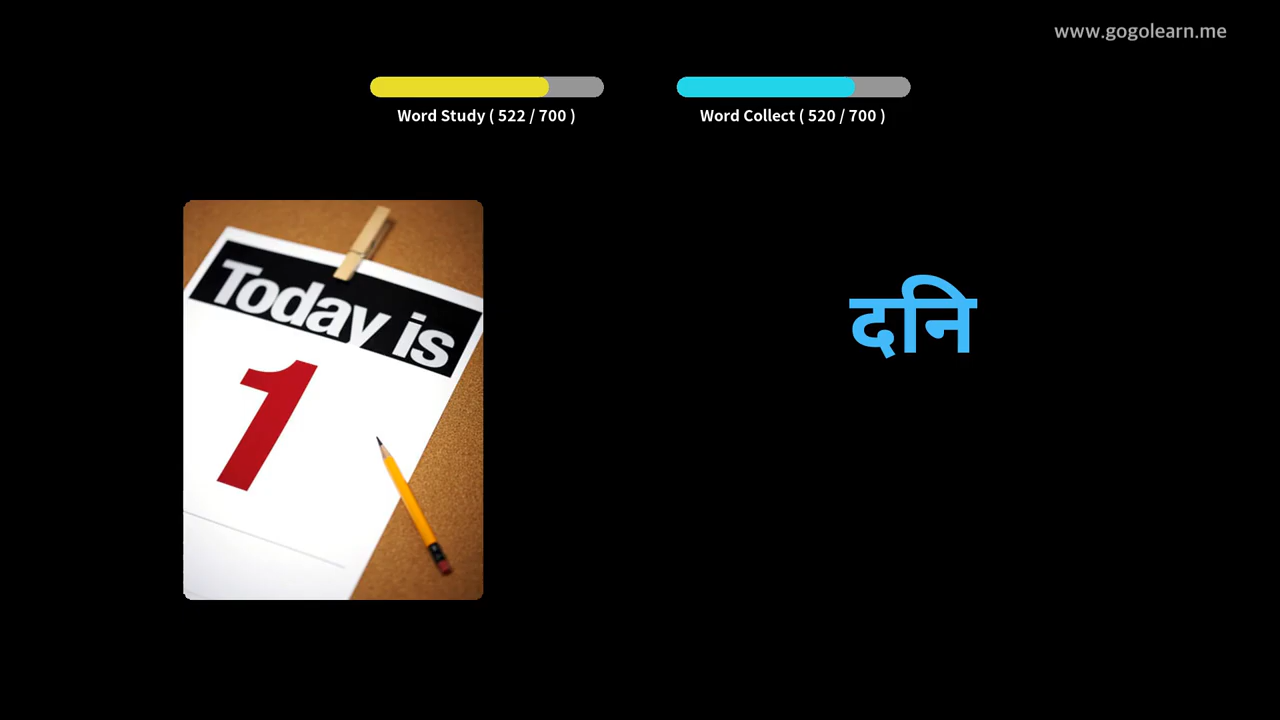 www.gogolearn.me
Word Study ( 522 / 700 )
Word Collect ( 520 / 700 )
Today is
1
दनि